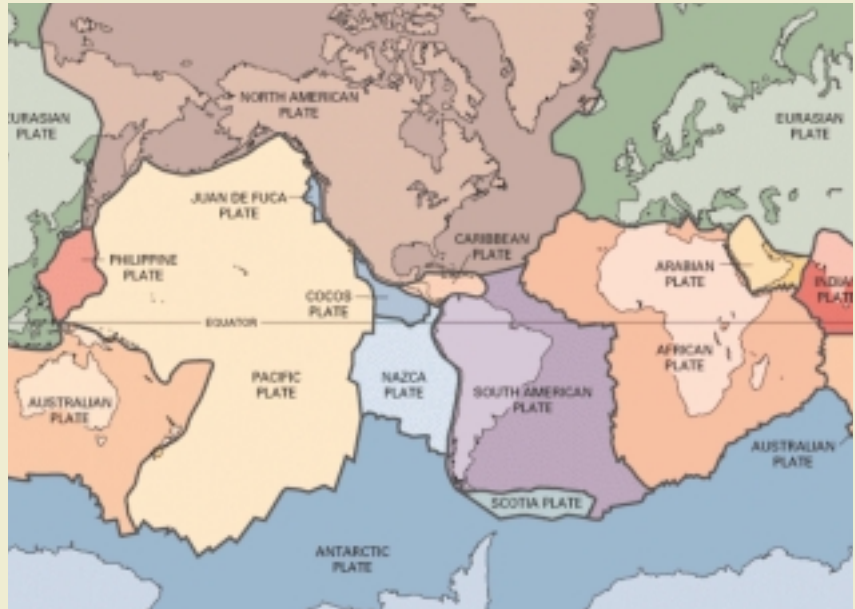 NORTH AMERICAN
PLATE
EURASIAN
PLATE
EURASIAN
PLATE
JUAN DE FUCA
PLATE
CARIBBEAN
PLATE
PHILIPPINE
PLATE
ARABIAN
PLATE
INDIAN
PLATE
COCOS
PLATE
EQUATOR
AFRICAN
PLATE
PACIFIC
PLATE
NAZCA
PLATE
SOUTH AMERICAN
PLATE
AUSTRALIAN
PLATE
AUSTRALIAN
PLATE
SCOTIA PLATE
ANTARCTIC
PLATE